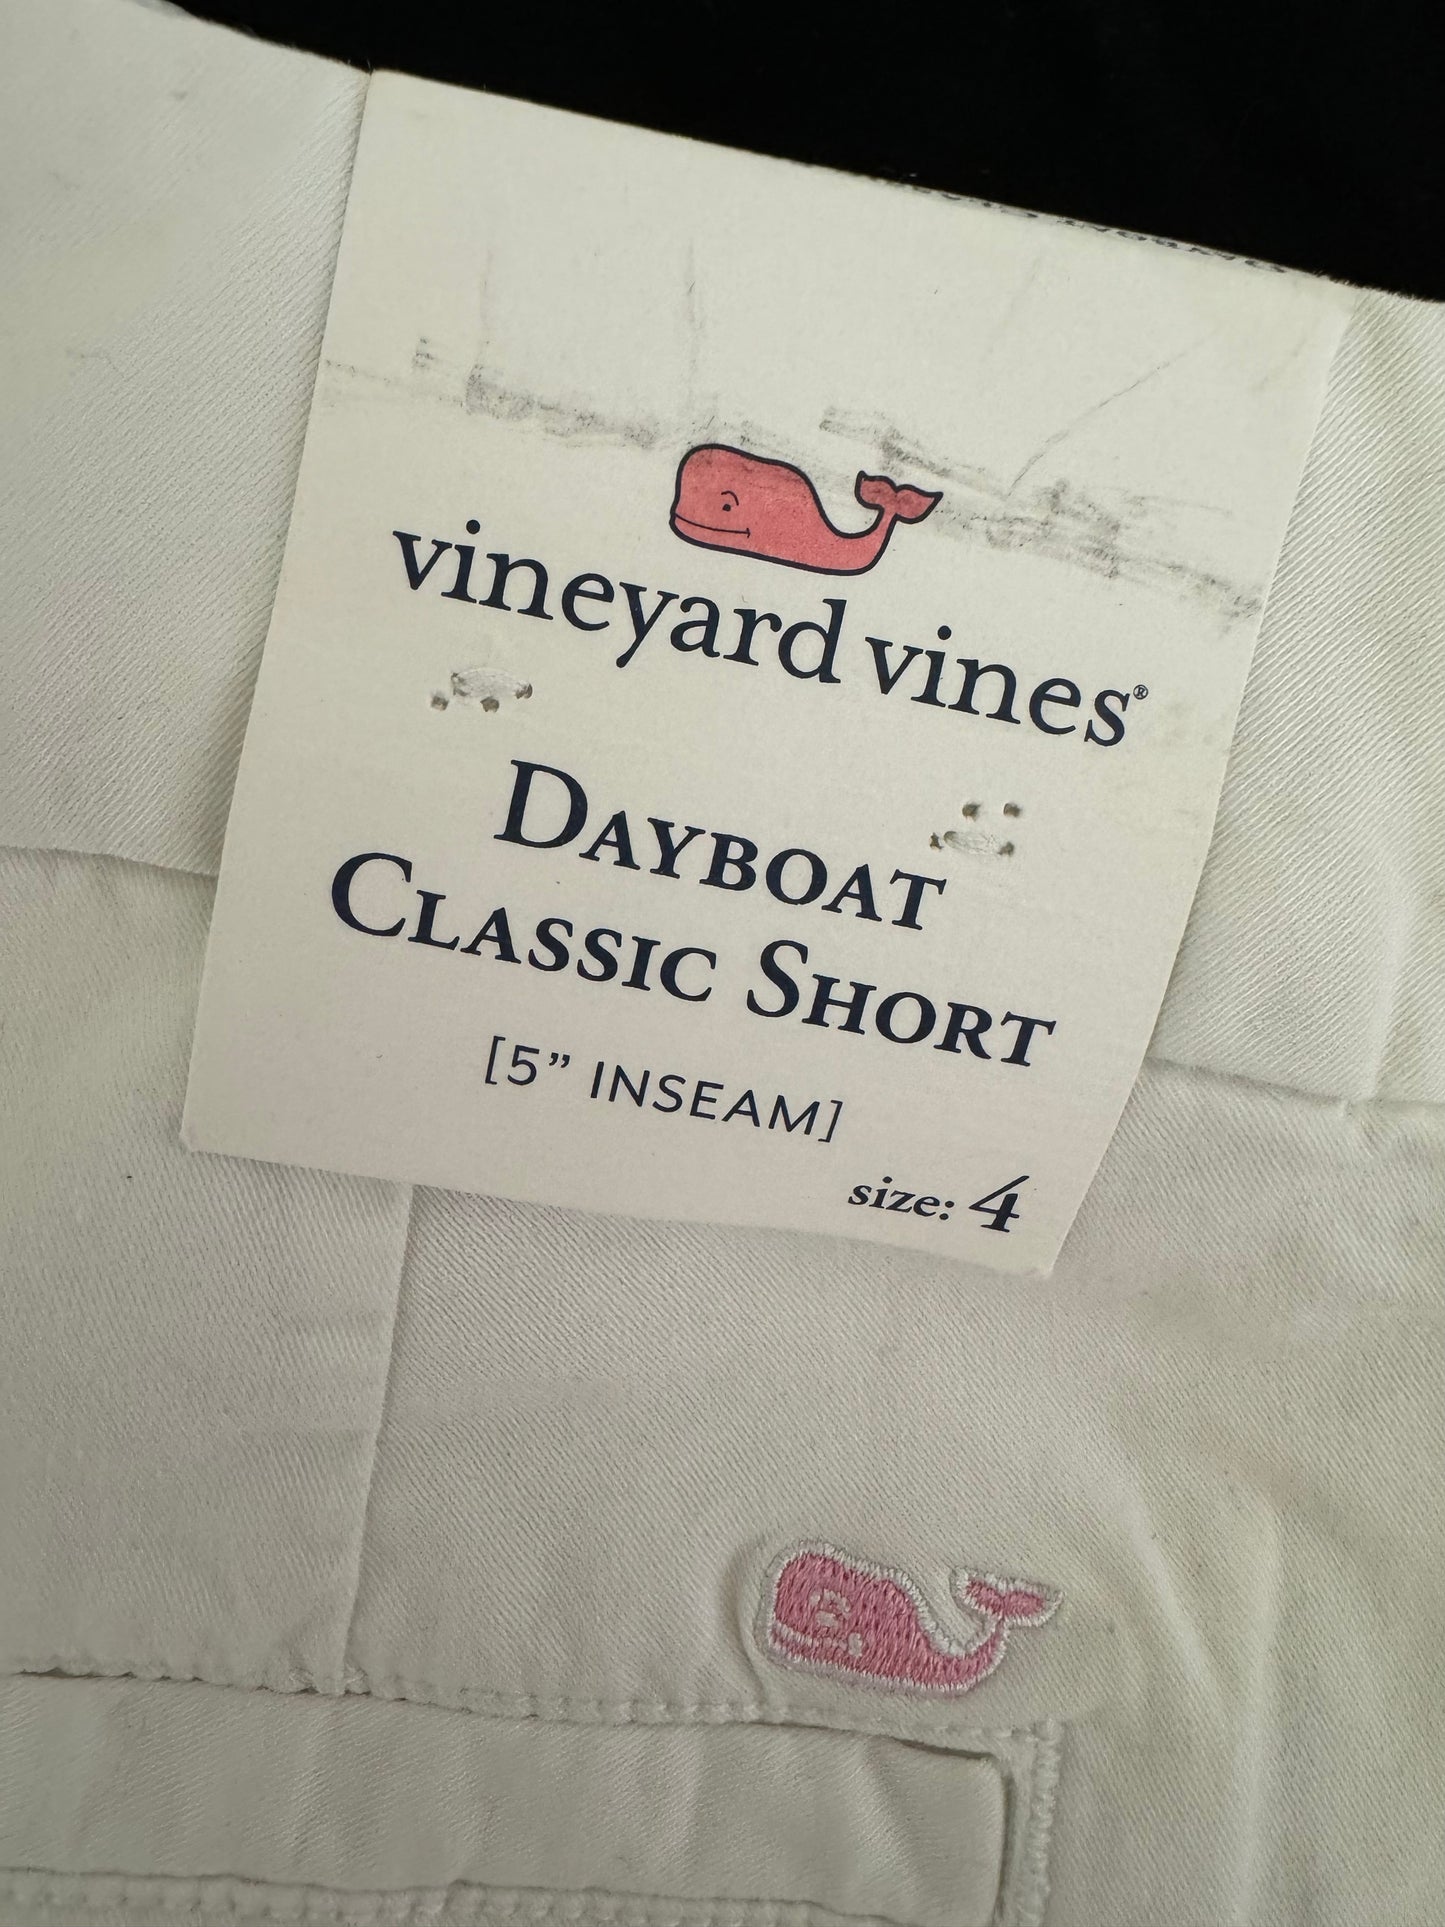 vineyard vines®
DAYBOAT
CLASSIC SHORT
[5” INSEAM]
size: 4